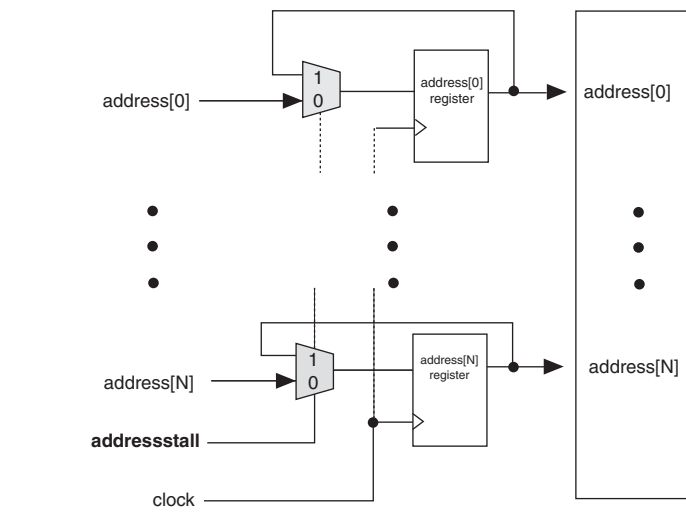 1
0
address[0]
address[0]
register
address[0]
1
0
address[N]
address[N]
register
address[N]
addressstall
clock